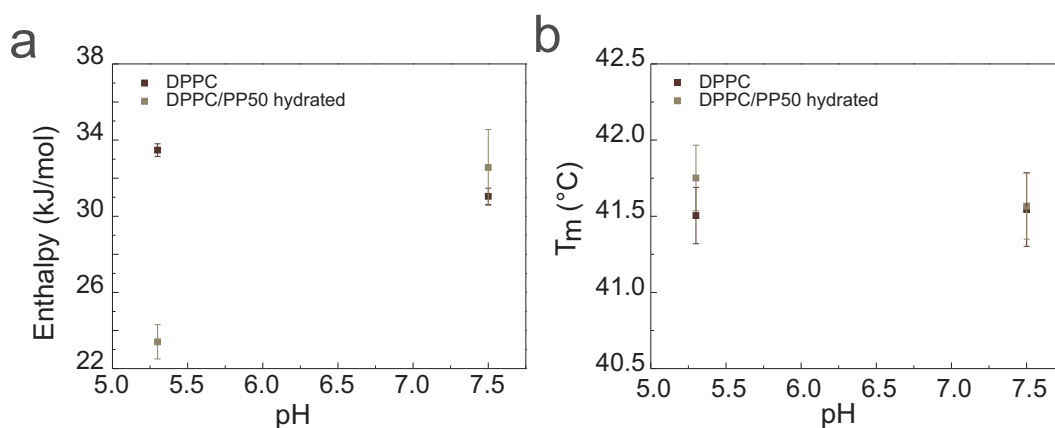 a
Enthalpy (kJ/mol)
38
34
30
26
22
5.0 5.5 6.0 6.5 7.0 7.5
pH
DPPC
DPPC/PP50 hydrated
b
Tm (°C)
42.5
42.0
41.5
41.0
40.5
5.0 5.5 6.0 6.5 7.0 7.5
pH
DPPC
DPPC/PP50 hydrated